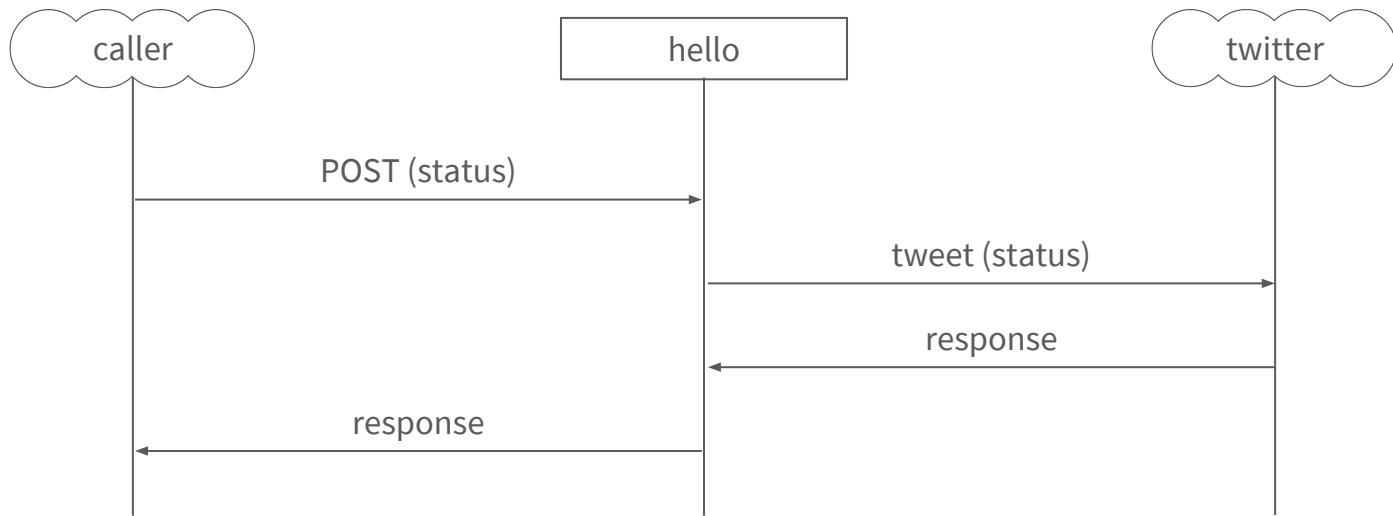 caller
hello
twitter
POST (status)
tweet (status)
response
response